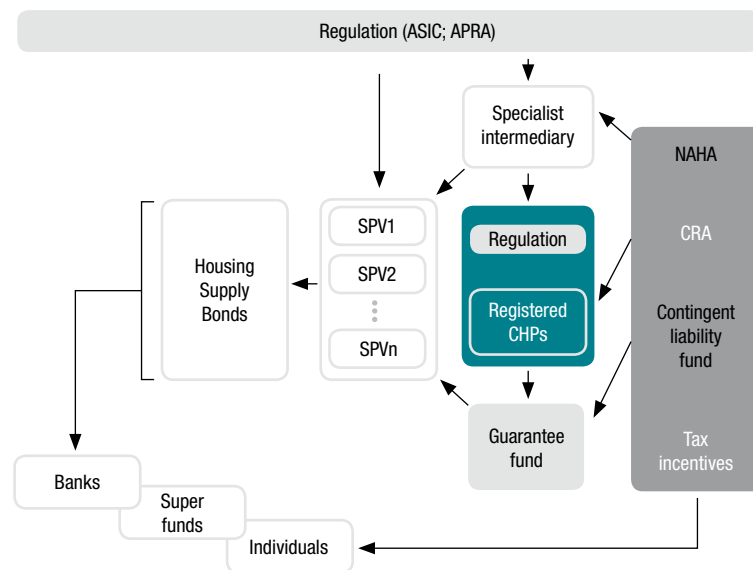 Regulation (ASIC; APRA)
Specialist
intermediary
NAHA
CRA
Contingent
liability
fund
Tax
incentives
SPV1
SPV2
SPVn
Regulation
Registered
CHPs
Housing
Supply
Bonds
Guarantee
fund
Banks
Super
funds
Individuals